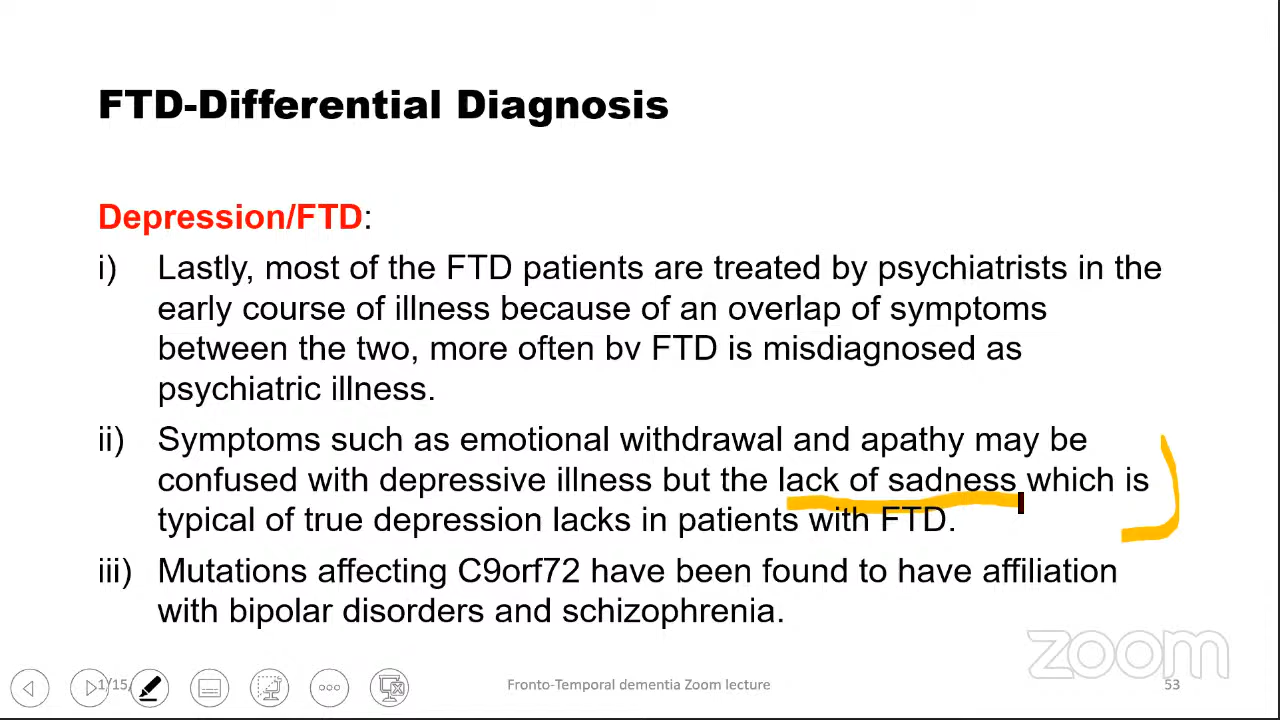 FTD-Differential Diagnosis
Depression/FTD:
i) Lastly, most of the FTD patients are treated by psychiatrists in the
early course of illness because of an overlap of symptoms
between the two, more often bv FTD is misdiagnosed as
psychiatric illness.
ii) Symptoms such as emotional withdrawal and apathy may be
confused with depressive illness but the lack of sadness which is
typical of true depression lacks in patients with FTD.
iii) Mutations affecting C9orf72 have been found to have affiliation
with bipolar disorders and schizophrenia.
zoom
1/15/
Fronto-Temporal dementia Zoom lecture
53